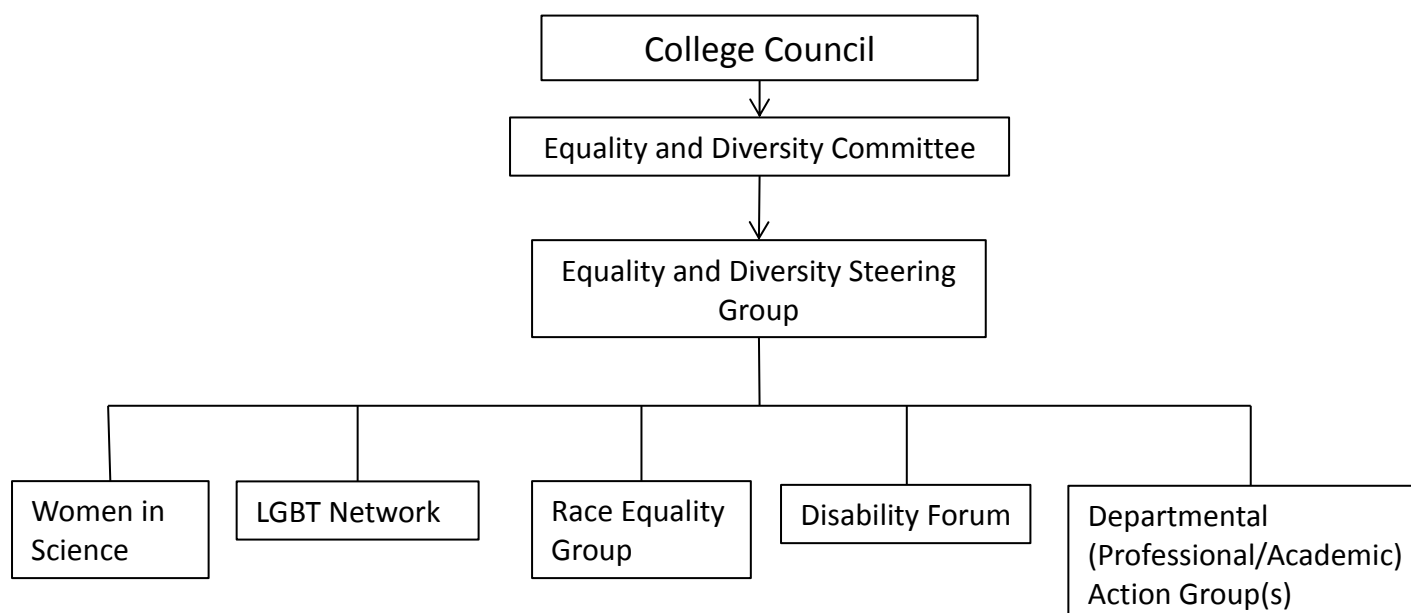 College Council
Equality and Diversity Committee
Equality and Diversity Steering
Group
Women in
Science
LGBT Network
Race Equality
Group
Disability Forum
Departmental
(Professional/Academic)
Action Group(s)